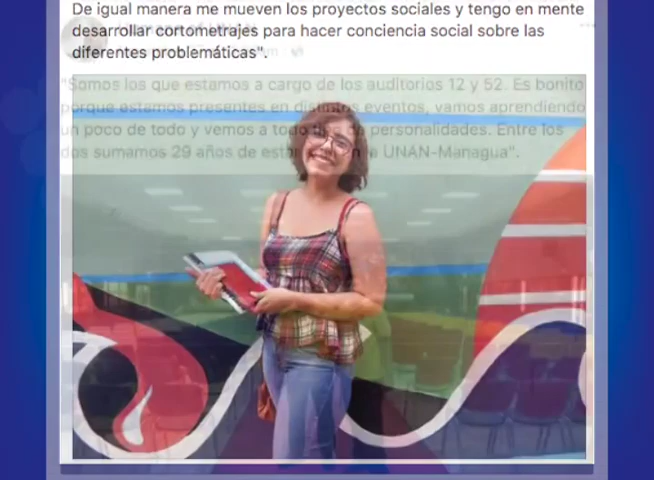 De igual manera me mueven los proyectos sociales y tengo en mente
desarrollar cortometrajes para hacer conciencia social sobre las
diferentes problemáticas".
"Somos los que estamos a cargo de los auditorios 12 y 52. Es bonito
porque estamos presentes en distintos eventos, vamos aprendiendo
un poco de todo y vemos a personalidades. Entre los
dos sumamos 29 años de UNAN-Managua".